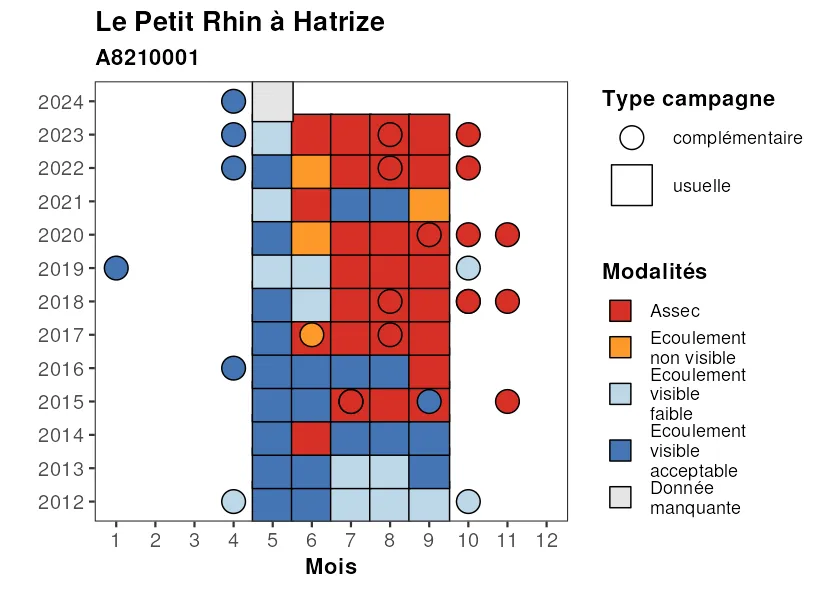 Le Petit Rhin à Hatrize
A8210001
2024
2023
2022
2021
2020
2019
2018
2017
2016
2015
2014
2013
2012
1 2 3 4 5 6 7 8 9 10 11 12
Mois
Type campagne
complémentaire
usuelle
Modalités
Assec
Ecoulement
non visible
Ecoulement
visible
faible
Ecoulement
visible
acceptable
Donnée
manquante